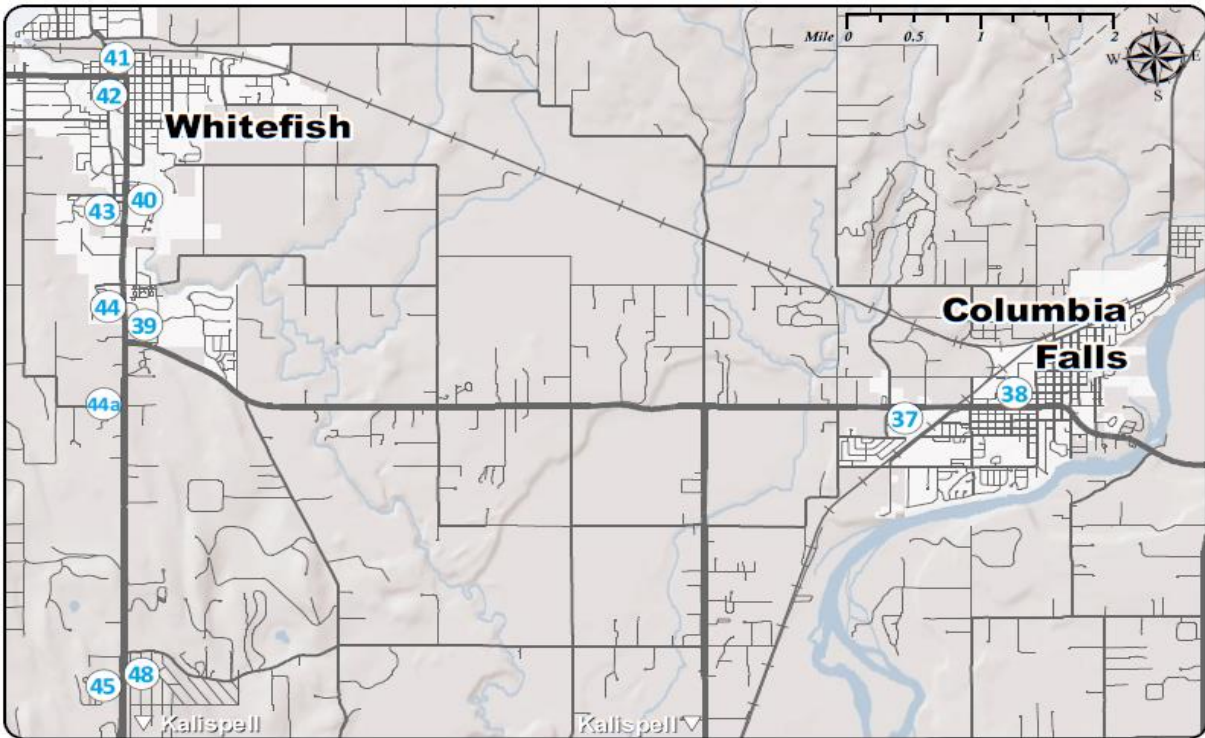 Mile 0 0.5 1 2
N
W E
S
41
42
Whitefish
40
43
44
39
Columbia
Falls
44a
38
37
48
45
Kalispell
Kalispell